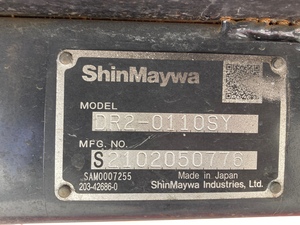 ShinMaywa
MODEL
DR2-0110SY
MFG. NO.
S2102050776
SAM0007255
203-42686-0
Made in Japan
ShinMaywa Industries, Ltd.